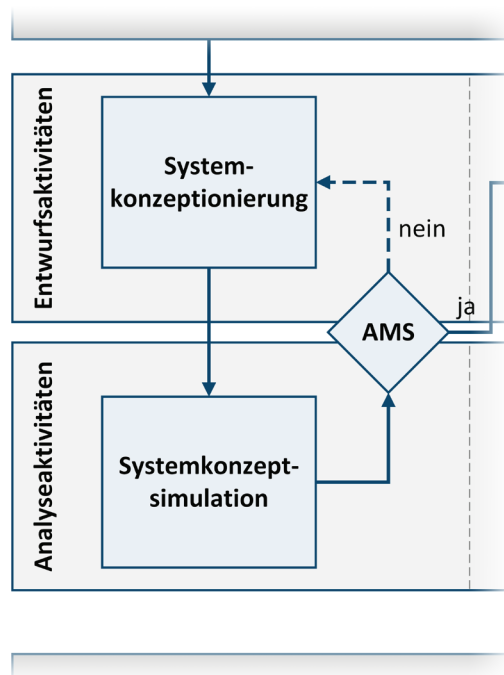 Entwurfsaktivitäten
System-
konzeptionierung
nein
ja
AMS
Analyseaktivitäten
Systemkonzept-
simulation